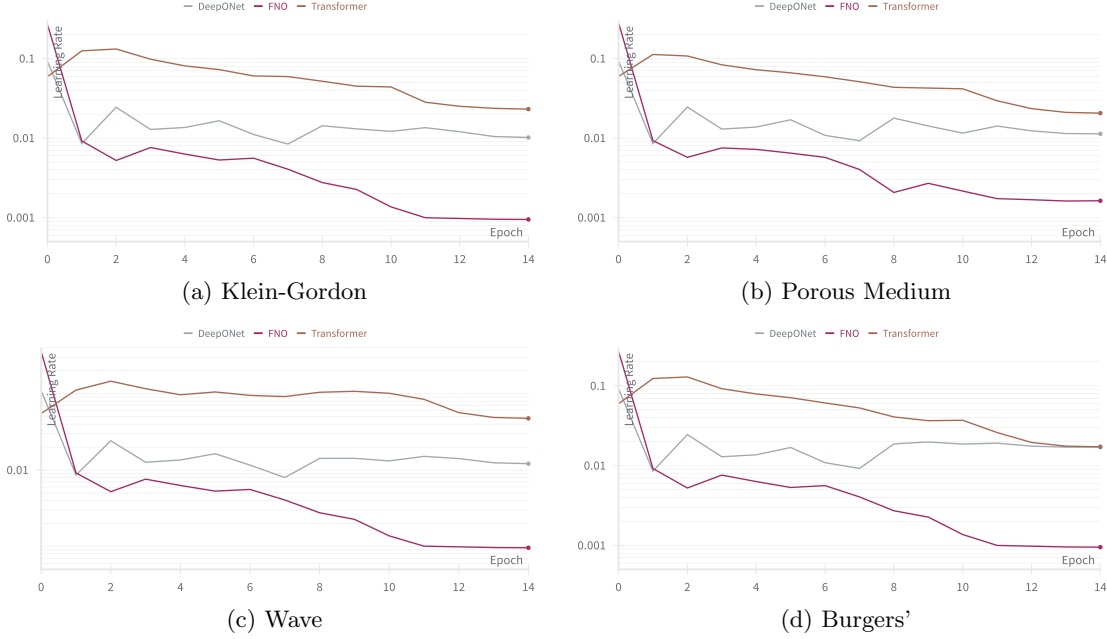 DeepONet FNO Transformer
Learning Rate
0.1
0.01
0.001
Epoch
0 2 4 6 8 10 12 14
(a) Klein-Gordon
DeepONet FNO Transformer
Learning Rate
0.1
0.01
0.001
Epoch
0 2 4 6 8 10 12 14
(b) Porous Medium
DeepONet FNO Transformer
Learning Rate
0.01
Epoch
0 2 4 6 8 10 12 14
(c) Wave
DeepONet FNO Transformer
Learning Rate
0.1
0.01
0.001
Epoch
0 2 4 6 8 10 12 14
(d) Burgers’